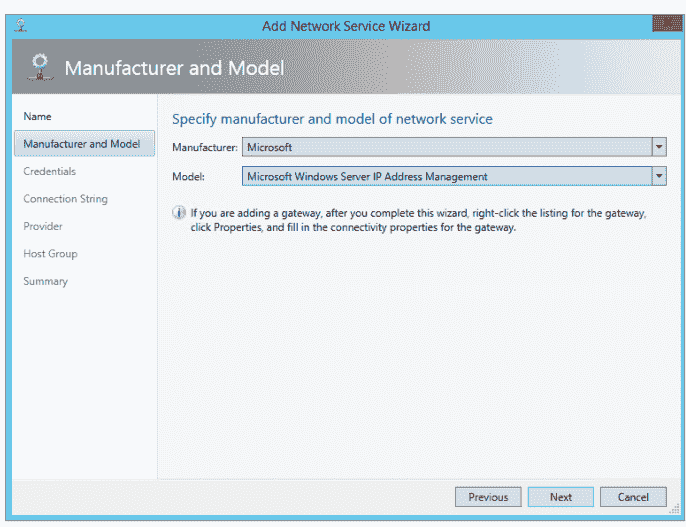 Add Network Service Wizard
Manufacturer and Model
Name
Manufacturer and Model
Credentials
Connection String
Provider
Host Group
Summary
Specify manufacturer and model of network service
Manufacturer: Microsoft
Model: Microsoft Windows Server IP Address Management
If you are adding a gateway, after you complete this wizard, right-click the listing for the gateway,
click Properties, and fill in the connectivity properties for the gateway.
Previous Next Cancel